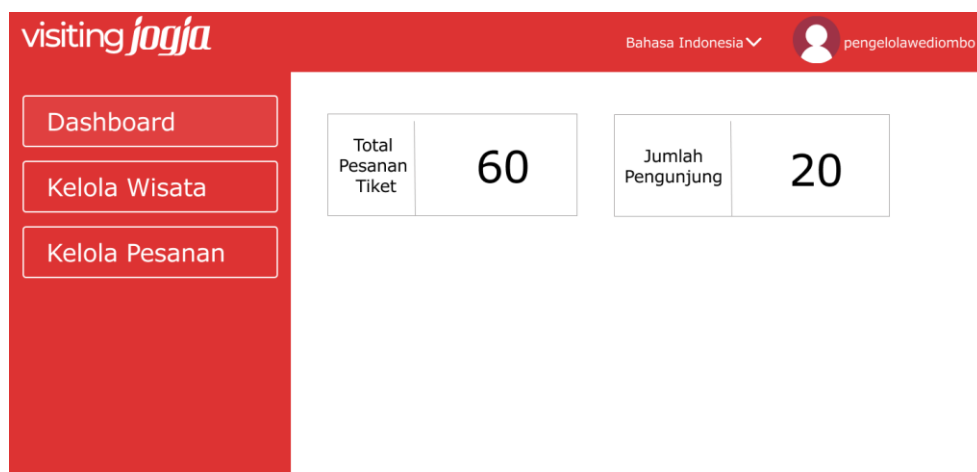 visiting jogja
Bahasa Indonesia
pengelolawediombo
Dashboard
Kelola Wisata
Kelola Pesanan
Total
Pesanan
Tiket
60
Jumlah
Pengunjung
20